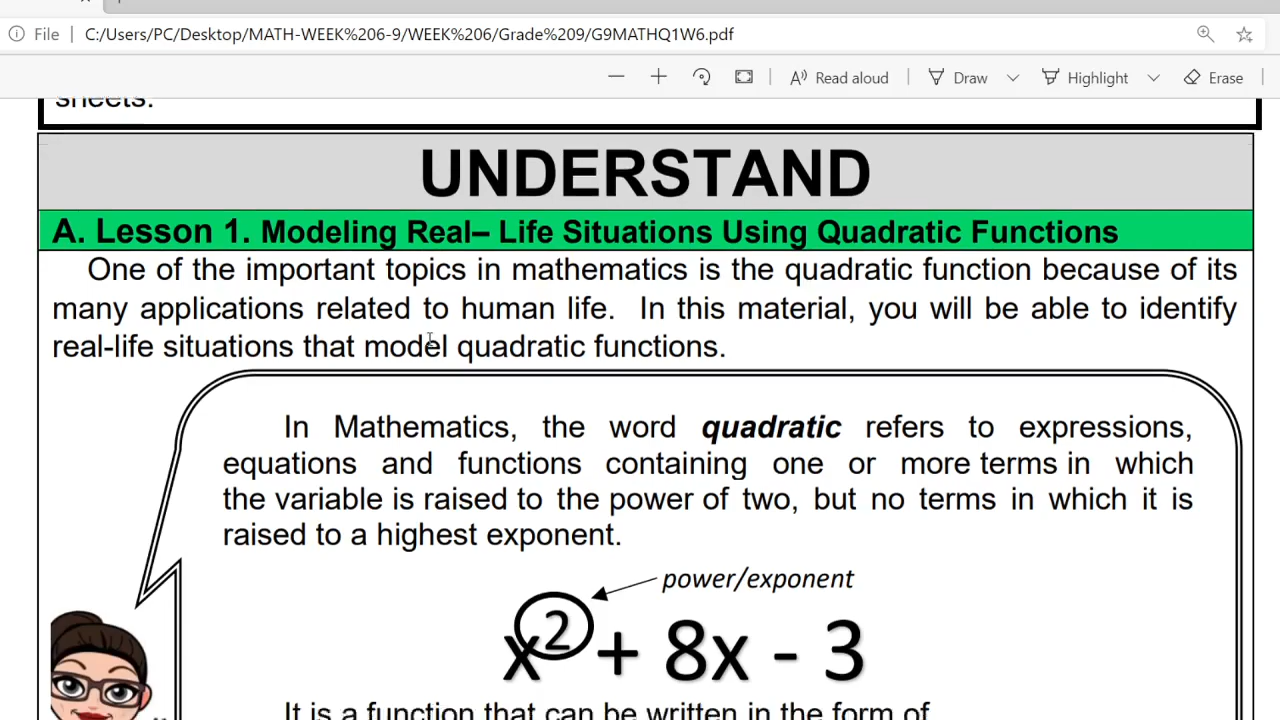 File | C:/Users/PC/Desktop/MATH-WEEK%206-9/WEEK%206/Grade%209/G9MATHQ1W6.pdf
Read aloud Draw Highlight Erase
sheets.
UNDERSTAND
A. Lesson 1. Modeling Real– Life Situations Using Quadratic Functions
One of the important topics in mathematics is the quadratic function because of its
many applications related to human life. In this material, you will be able to identify
real-life situations that model quadratic functions.
In Mathematics, the word quadratic refers to expressions,
equations and functions containing one or more terms in which
the variable is raised to the power of two, but no terms in which it is
raised to a highest exponent.
power/exponent
x² + 8x - 3
It is a function that can be written in the form of